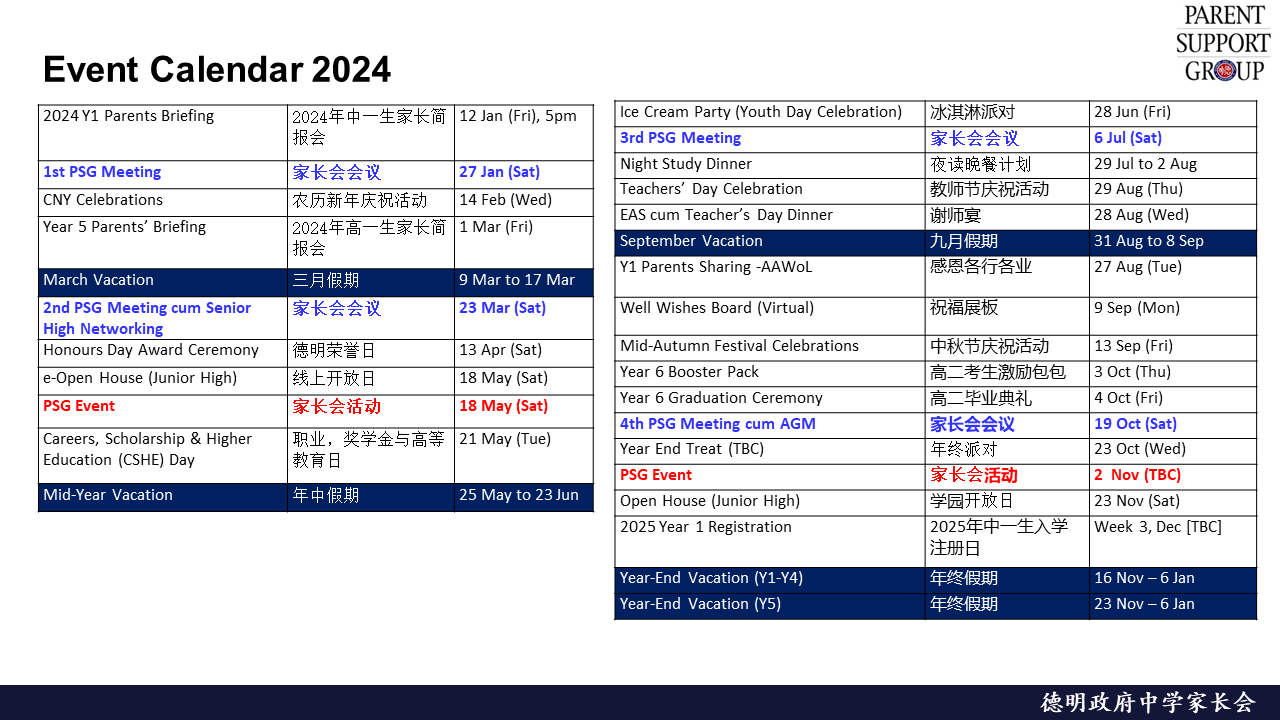 PARENT
SUPPORT
GROUP
Event Calendar 2024
2024 Y1 Parents Briefing 2024年中一生家长简 12 Jan (Fri), 5pm
报会
1st PSG Meeting 家长会会议 27 Jan (Sat)
CNY Celebrations 农历新年庆祝活动 14 Feb (Wed)
Year 5 Parents’ Briefing 2024年高一生家长简 1 Mar (Fri)
报会
March Vacation 三月假期 9 Mar to 17 Mar
2nd PSG Meeting cum Senior 家长会会议 23 Mar (Sat)
High Networking
Honours Day Award Ceremony 德明荣誉日 13 Apr (Sat)
e-Open House (Junior High) 线上开放日 18 May (Sat)
PSG Event 家长会活动 18 May (Sat)
Careers, Scholarship & Higher 职业，奖学金与高等 21 May (Tue)
Education (CSHE) Day 教育日
Mid-Year Vacation 年中假期 25 May to 23 Jun
Ice Cream Party (Youth Day Celebration) 冰淇淋派对 28 Jun (Fri)
3rd PSG Meeting 家长会会议 6 Jul (Sat)
Night Study Dinner 夜读晚餐计划 29 Jul to 2 Aug
Teachers’ Day Celebration 教师节庆祝活动 29 Aug (Thu)
EAS cum Teacher’s Day Dinner 谢师宴 28 Aug (Wed)
September Vacation 九月假期 31 Aug to 8 Sep
Y1 Parents Sharing -AAWoL 感恩各行各业 27 Aug (Tue)
Well Wishes Board (Virtual) 祝福展板 9 Sep (Mon)
Mid-Autumn Festival Celebrations 中秋节庆祝活动 13 Sep (Fri)
Year 6 Booster Pack 高二考生激励包包 3 Oct (Thu)
Year 6 Graduation Ceremony 高二毕业典礼 4 Oct (Fri)
4th PSG Meeting cum AGM 家长会会议 19 Oct (Sat)
Year End Treat (TBC) 年终派对 23 Oct (Wed)
PSG Event 家长会活动 2 Nov (TBC)
Open House (Junior High) 学园开放日 23 Nov (Sat)
2025 Year 1 Registration 2025年中一生入学 Week 3, Dec [TBC]
注册日
Year-End Vacation (Y1-Y4) 年终假期 16 Nov – 6 Jan
Year-End Vacation (Y5) 年终假期 23 Nov – 6 Jan
德明政府中学家长会